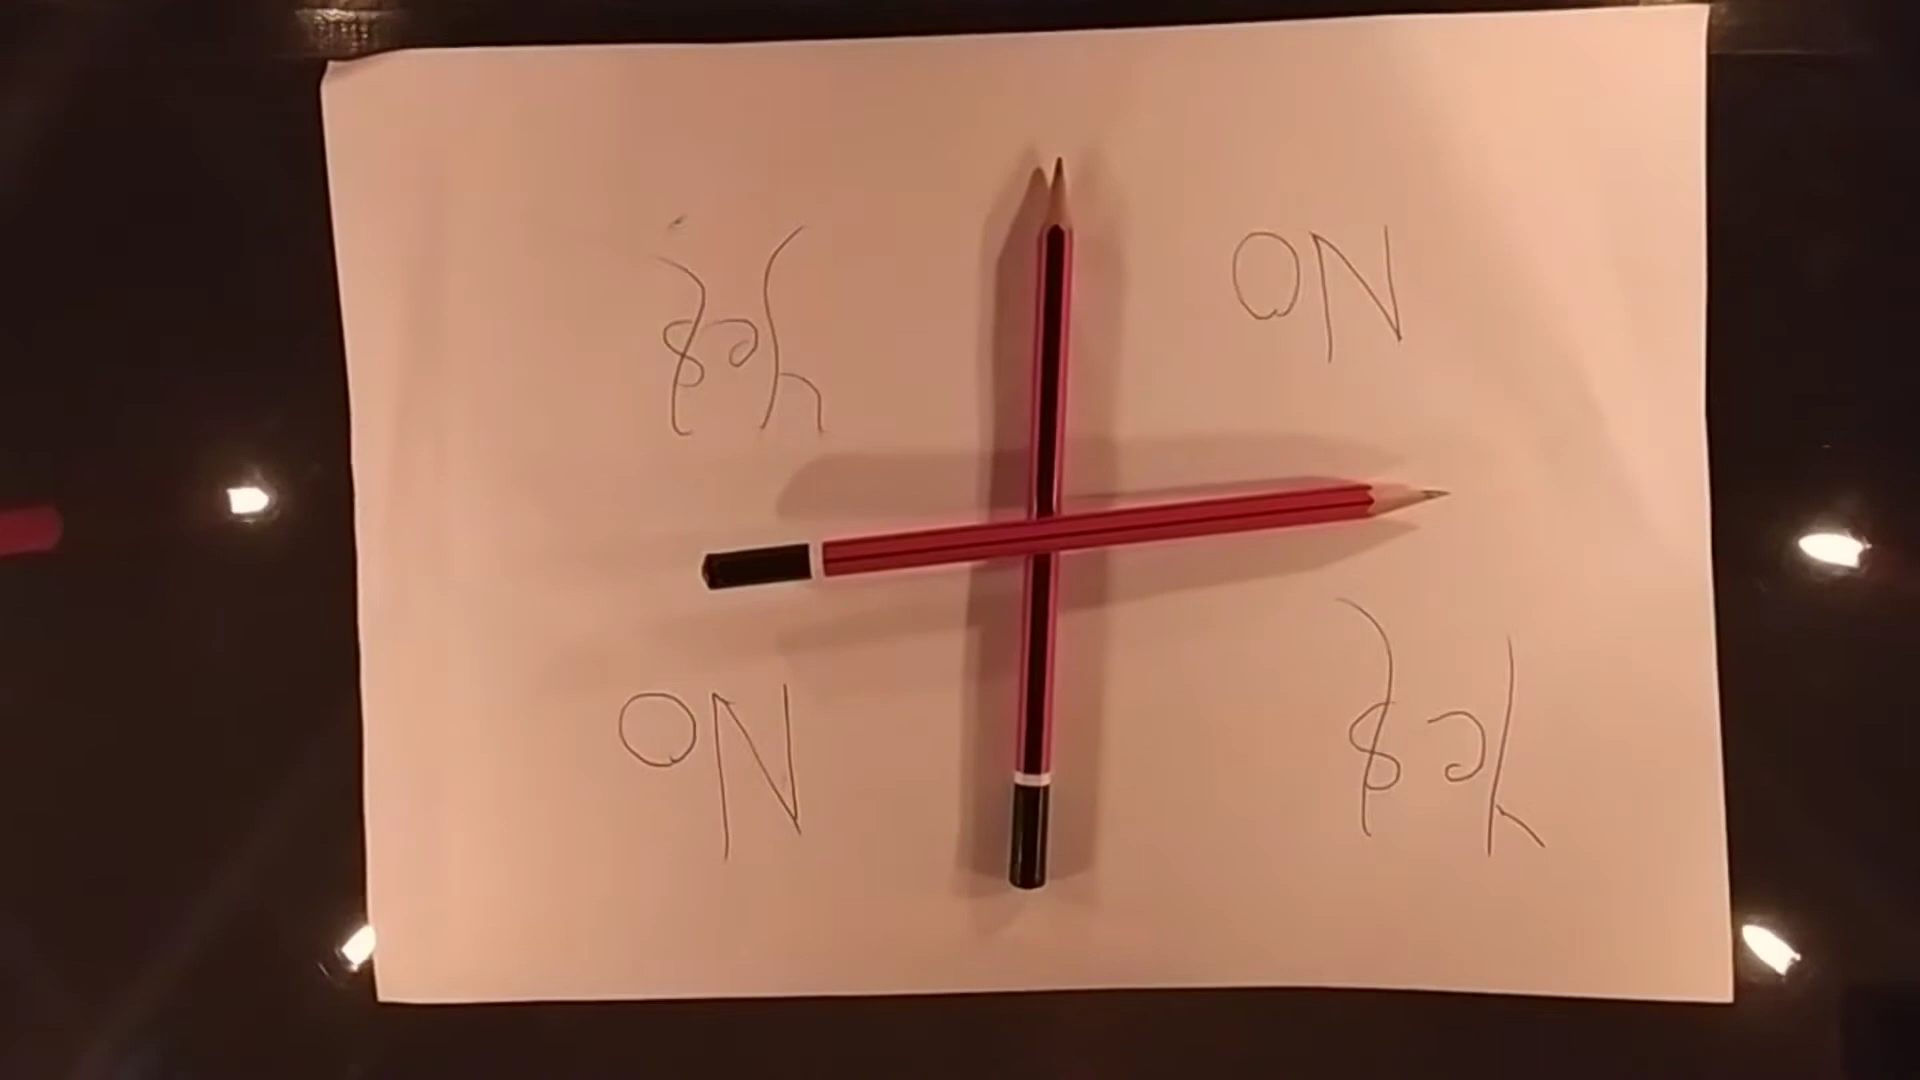 Yes No
No Yes